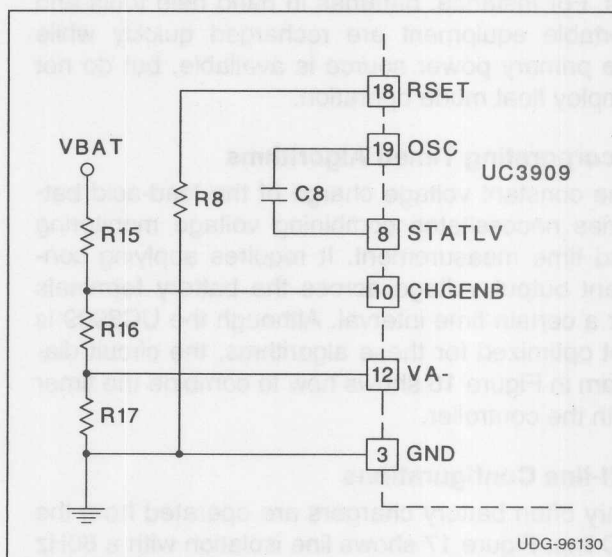 18 RSET
19 OSC
UC3909
VBAT
R8
C8
R15
8 STATLV
10 CHGENB
R16
12 VA-
R17
3 GND
UDG-96130